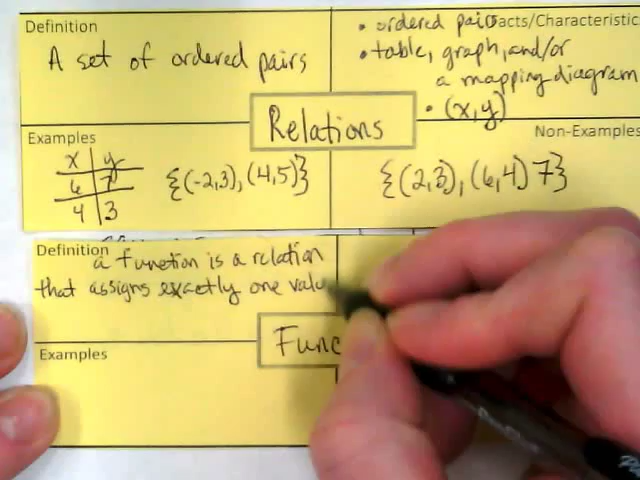 Definition
A set of ordered pairs
Facts/Characteristic
• ordered pairs
• table, graph, and/or
a mapping diagram
• (x,y)
Relations
Examples
x y
6 7
4 3
{(-2,3), (4,5)}
Non-Examples
{(2,3), (6,4) 7}
Definition
a function is a relation
that assigns exactly one valu
Func
Examples